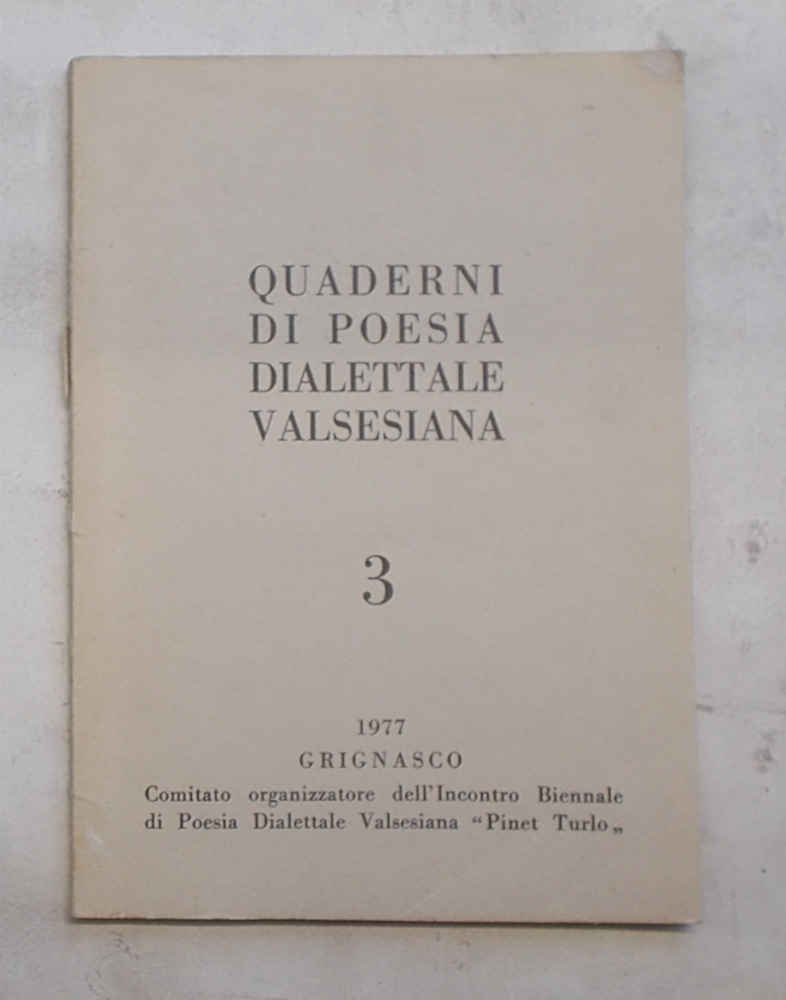 QUADERNI
DI POESIA
DIALETTALE
VALSESIANA
3
1977
GRIGNASCO
Comitato organizzatore dell'Incontro Biennale
di Poesia Dialettale Valsesiana “Pinet Turlo„